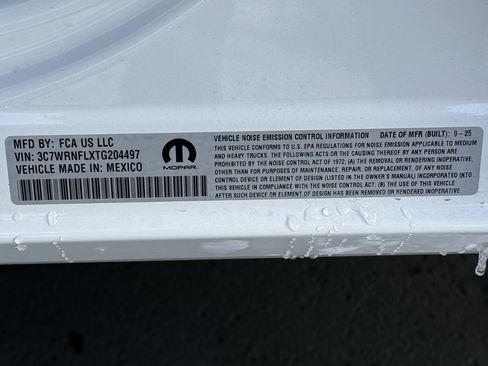 MFD BY: FCA US LLC
VIN: 3C7WRNFLXTG204497
VEHICLE MADE IN: MEXICO
MOPAR.
VEHICLE NOISE EMISSION CONTROL INFORMATION DATE OF MFR (BUILT): 9 - 25
THIS VEHICLE CONFORMS TO U.S. EPA REGULATIONS FOR NOISE EMISSION APPLICABLE TO MEDIUM
AND HEAVY TRUCKS. THE FOLLOWING ACTS OR THE CAUSING THEREOF BY ANY PERSON ARE
PROHIBITED BY THE NOISE CONTROL ACT OF 1972: (A) THE REMOVAL OR RENDERING INOPERATIVE,
OTHER THAN FOR PURPOSES OF MAINTENANCE, REPAIR, OR REPLACEMENT, OF ANY NOISE
CONTROL DEVICE OR ELEMENT OF DESIGN (LISTED IN THE OWNER'S MANUAL) INCORPORATED INTO
THIS VEHICLE IN COMPLIANCE WITH THE NOISE CONTROL ACT; (B) THE USE OF THIS VEHICLE
AFTER SUCH DEVICE OR ELEMENT OF DESIGN HAS BEEN REMOVED OR RENDERED INOPERATIVE